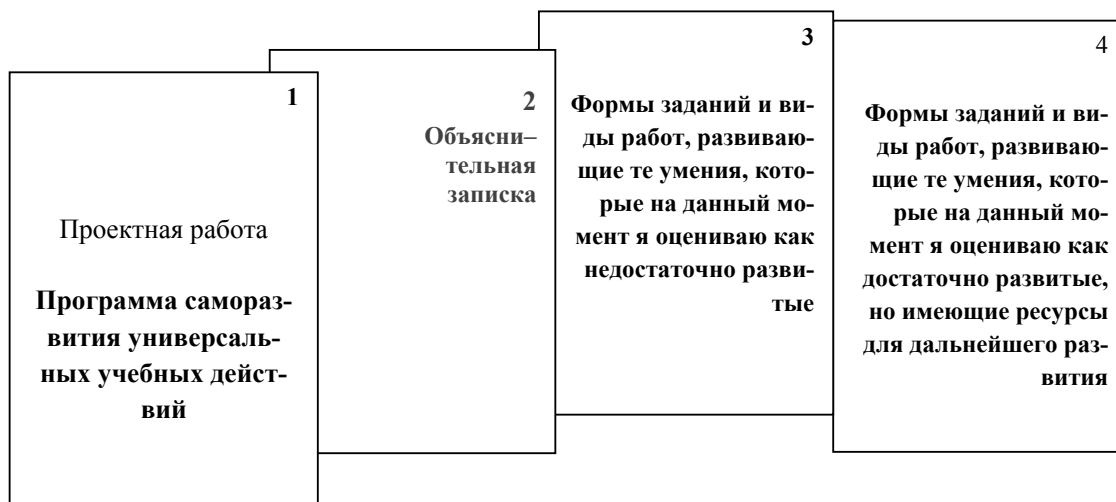 1
Проектная работа
Программа самораз-
вития универсаль-
ных учебных дейст-
вий
2
Объясни–
тельная
записка
3
Формы заданий и ви-
ды работ, развиваю-
щие те умения, кото-
рые на данный мо-
мент я оцениваю как
недостаточно разви-
тые
4
Формы заданий и ви-
ды работ, развиваю-
щие те умения, кото-
рые на данный мо-
мент я оцениваю как
достаточно развитые,
но имеющие ресурсы
для дальнейшего раз-
вития